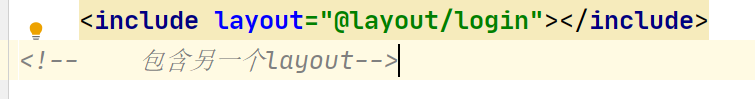 <include layout="@layout/login"></include>
<!--    包含另一个layout-->